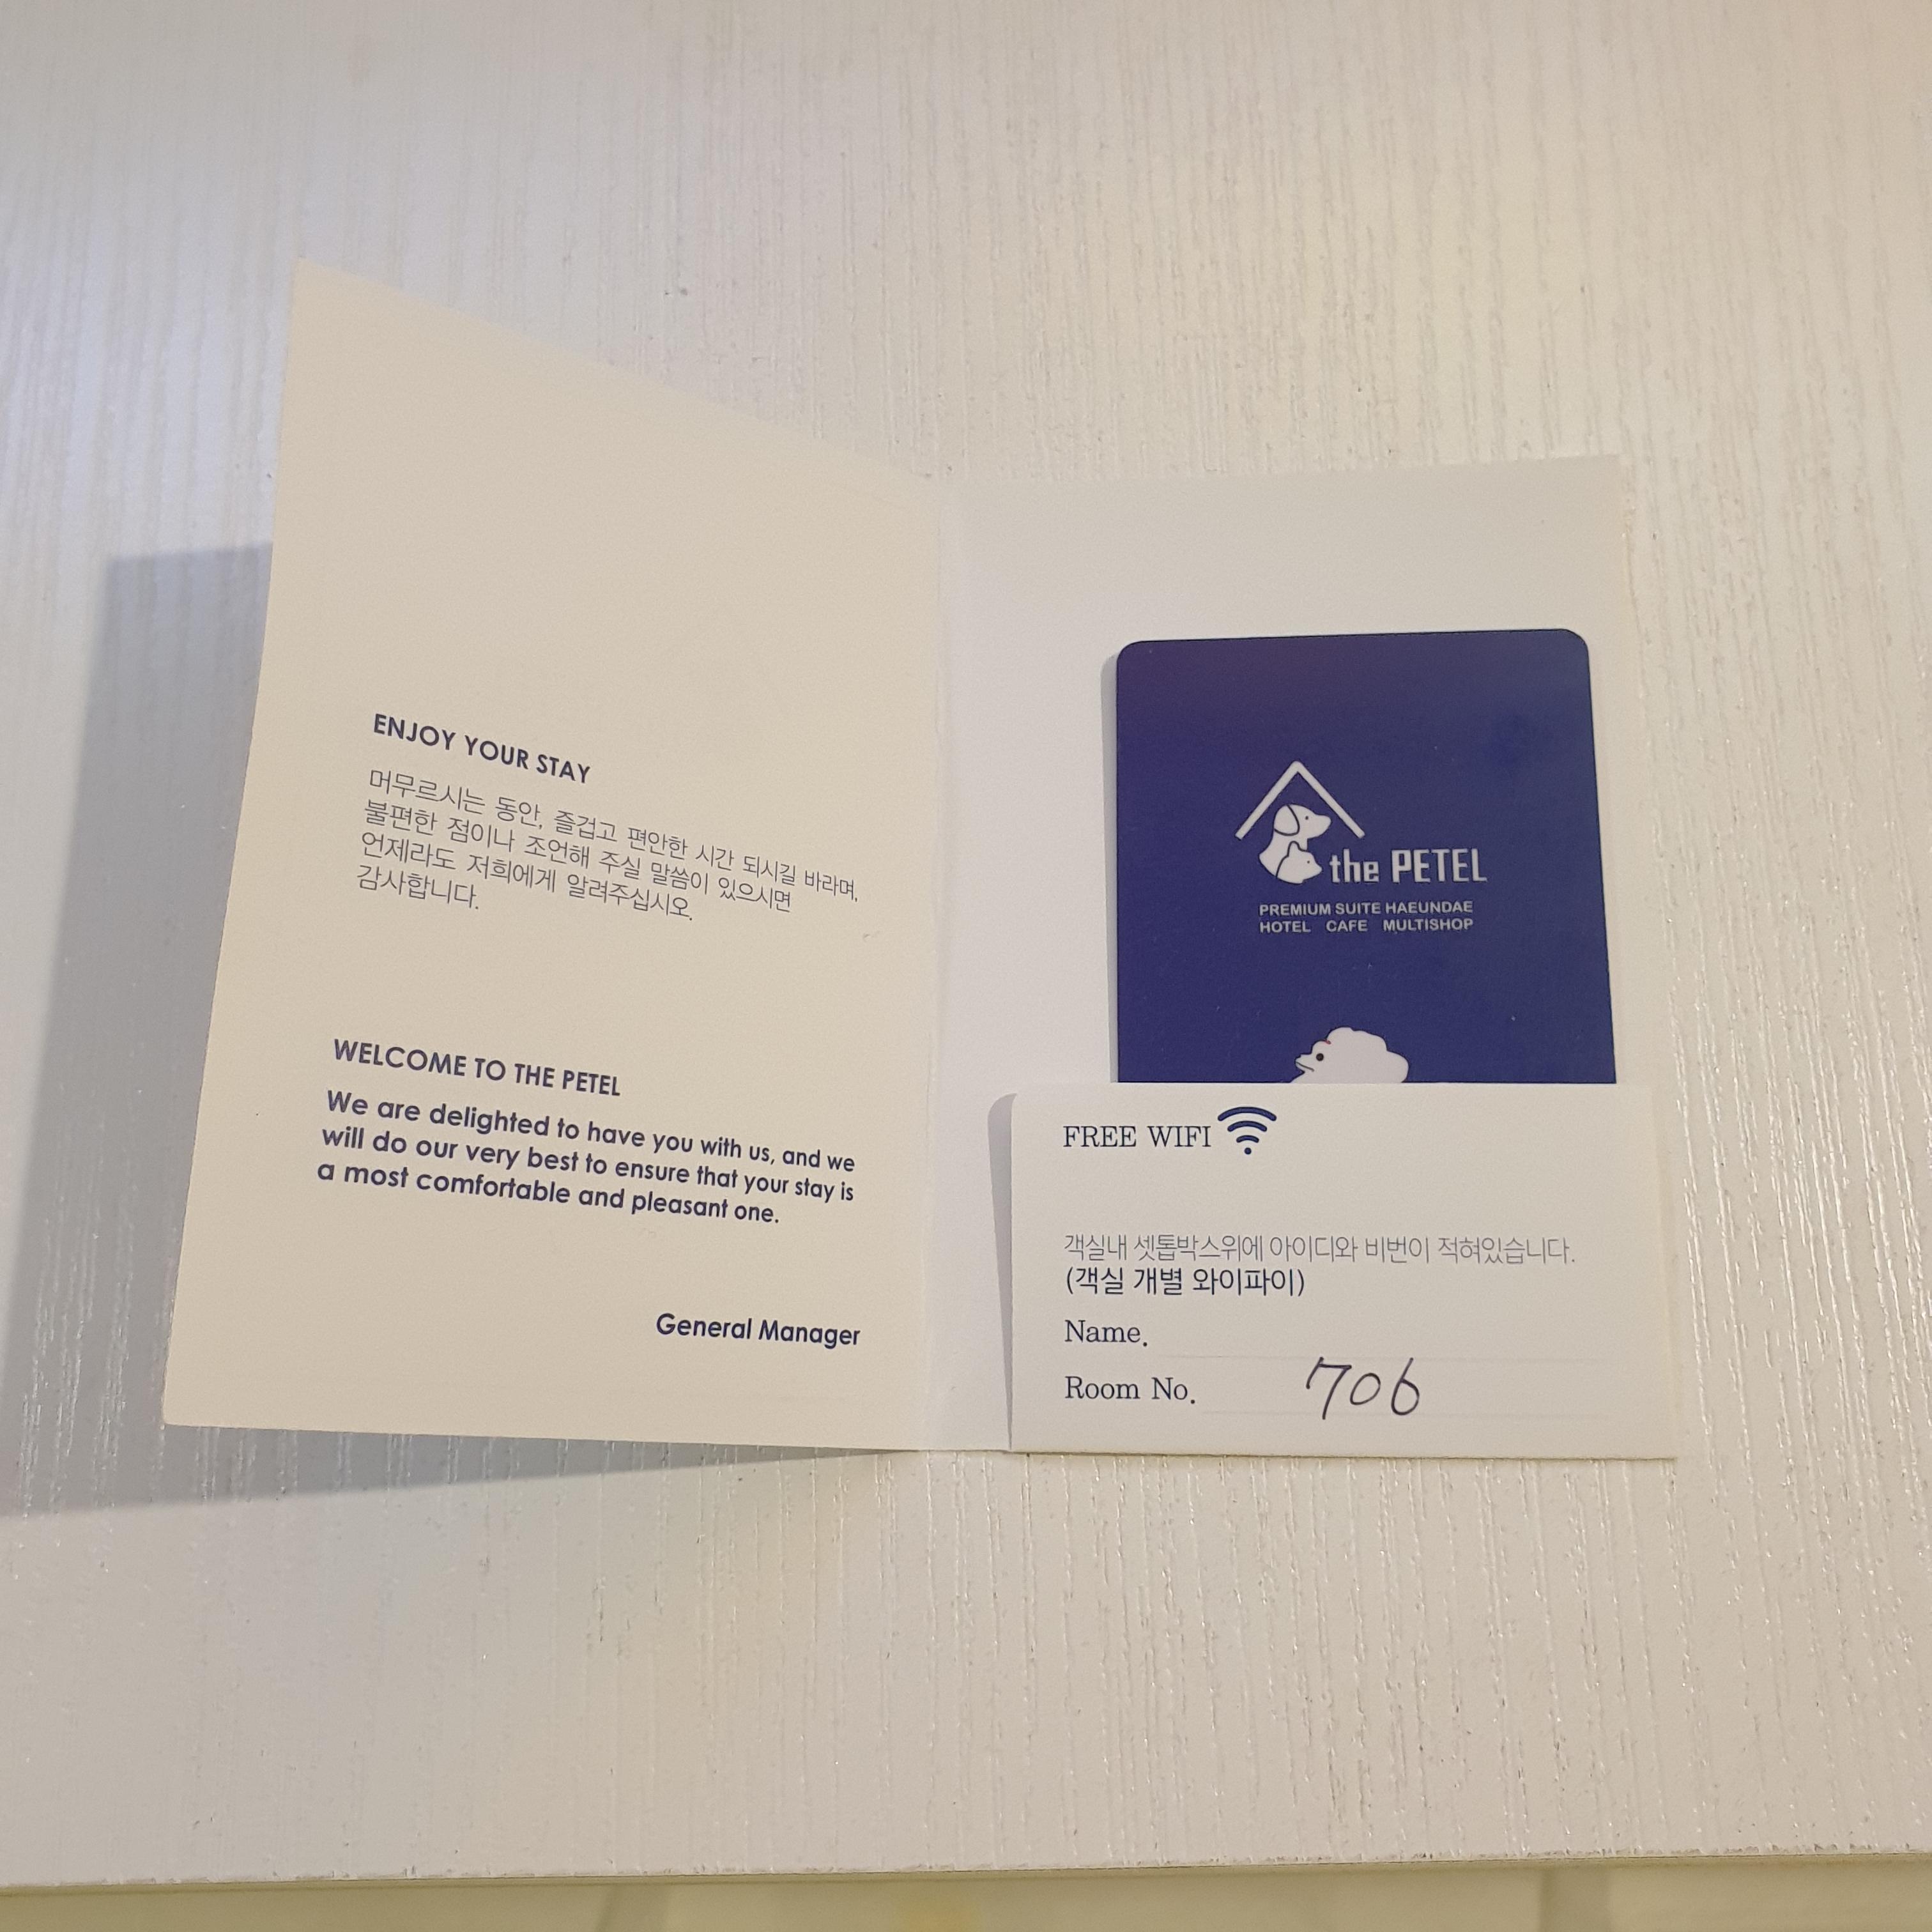 ENJOY YOUR STAY
머무르시는 동안, 즐겁고 편안한 시간 되시길 바라며,
불편한 점이나 조언해 주실 말씀이 있으시면
언제라도 저희에게 알려주십시오.
감사합니다.
WELCOME TO THE PETEL
We are delighted to have you with us, and we
will do our very best to ensure that your stay is
a most comfortable and pleasant one.
General Manager
the PETEL
PREMIUM SUITE HAEUNDAE
HOTEL CAFE MULTISHOP
FREE WIFI
객실내 셋톱박스위에 아이디와 비번이 적혀있습니다.
(객실 개별 와이파이)
Name.
Room No. 706